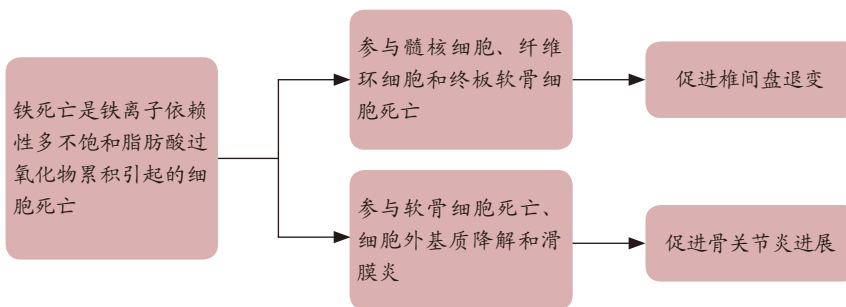 铁死亡是铁离子依赖
性多不饱和脂肪酸过
氧化物累积引起的细
胞死亡
参与髓核细胞、纤维
环细胞和终板软骨细
胞死亡
促进椎间盘退变
参与软骨细胞死亡、
细胞外基质降解和滑
膜炎
促进骨关节炎进展